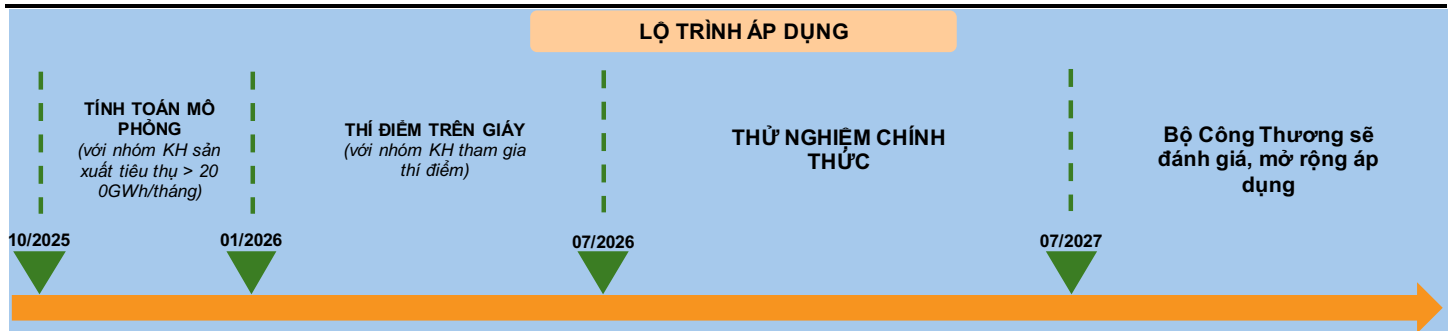 LỘ TRÌNH ÁP DỤNG
TÍNH TOÁN MÔ
PHỎNG
(với nhóm KH sản
xuất tiêu thụ > 20
0GWh/tháng)
THÍ ĐIỂM TRÊN GIẤY
(với nhóm KH tham gia
thí điểm)
THỬ NGHIỆM CHÍNH
THỨC
Bộ Công Thương sẽ
đánh giá, mở rộng áp
dụng
10/2025
01/2026
07/2026
07/2027